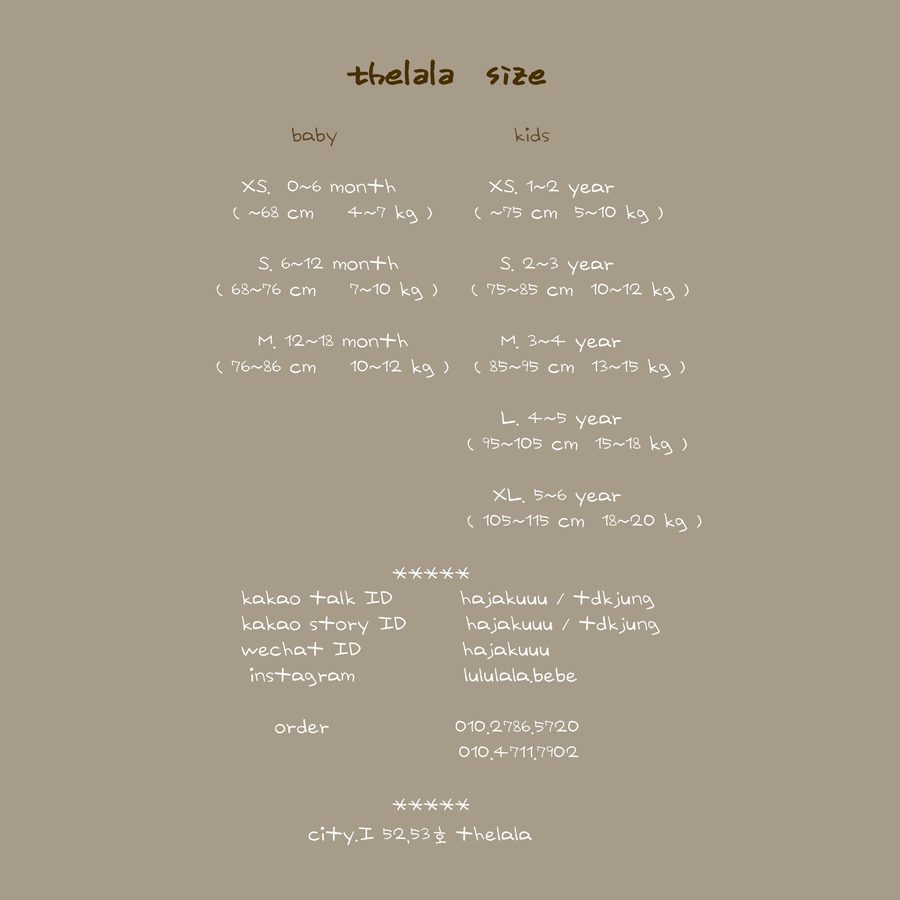 thelala size
baby kids
XS. 0~6 month XS. 1~2 year
( ~68 cm 4~7 kg ) ( ~75 cm 5~10 kg )
S. 6~12 month S. 2~3 year
( 68~76 cm 7~10 kg ) ( 75~85 cm 10~12 kg )
M. 12~18 month M. 3~4 year
( 76~86 cm 10~12 kg ) ( 85~95 cm 13~15 kg )
L. 4~5 year
( 95~105 cm 15~18 kg )
XL. 5~6 year
( 105~115 cm 18~20 kg )
*****
kakao talk ID hajakuuu / tdkjung
kakao story ID hajakuuu / tdkjung
wechat ID hajakuuu
instagram lululala.bebe
order 010.2786.5720
010.4711.7902
*****
city.I 52,53호 thelala